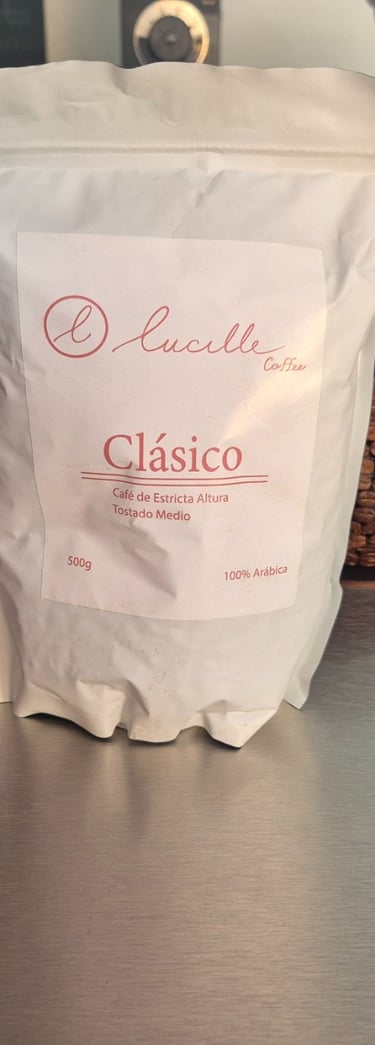 l lucille
Coffee
Clásico
Café de Estricta Altura
Tostado Medio
500g
100% Arábica